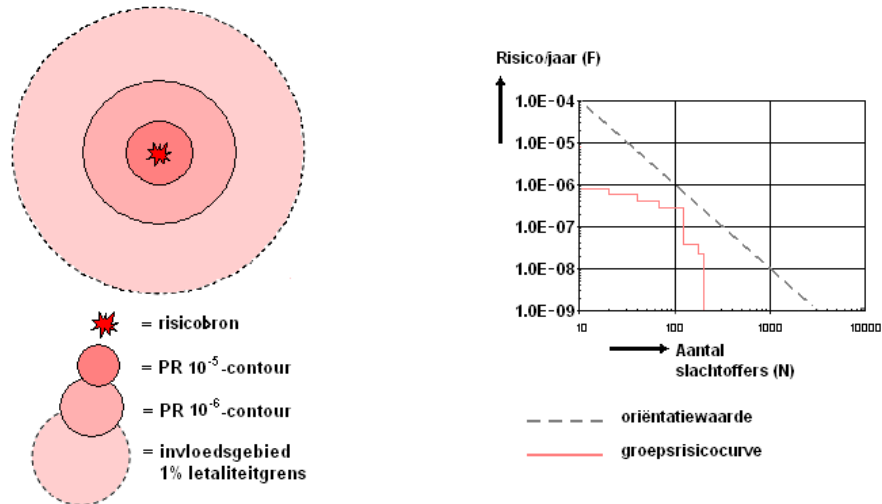 = risicobron
= PR 10⁻⁵-contour
= PR 10⁻⁶-contour
= invloedsgebied
1% letaliteitgrens
Risico/jaar (F)
1.0E-04
1.0E-05
1.0E-06
1.0E-07
1.0E-08
1.0E-09
10
100
1000
10000
Aantal
slachtoffers (N)
oriëntatiewaarde
groepsrisicocurve